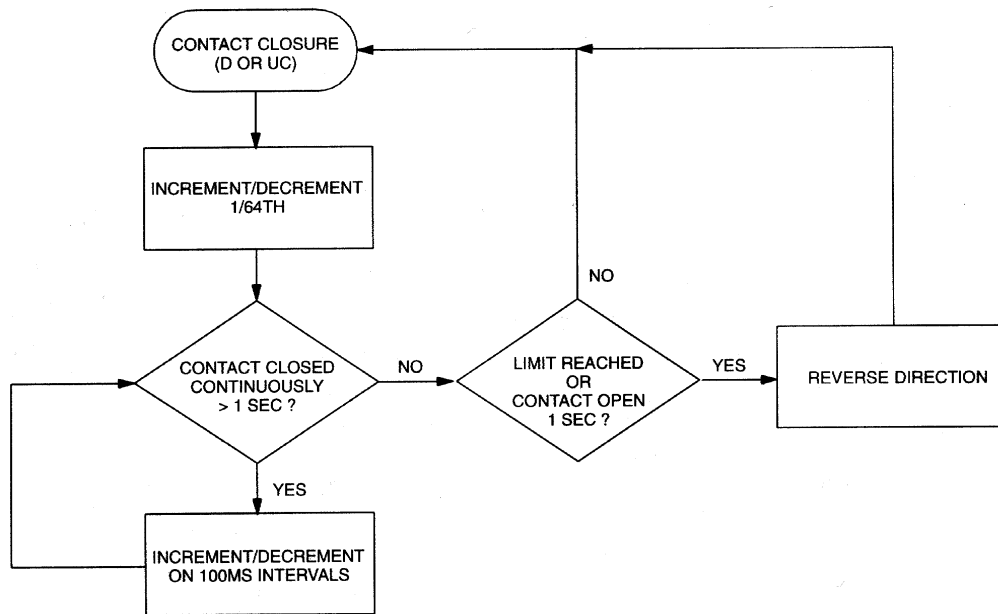 CONTACT CLOSURE
(D OR UC)
INCREMENT/DECREMENT
1/64TH
CONTACT CLOSED
CONTINUOUSLY
> 1 SEC ?
NO
YES
INCREMENT/DECREMENT
ON 100MS INTERVALS
LIMIT REACHED
OR
CONTACT OPEN
1 SEC ?
NO
YES
REVERSE DIRECTION